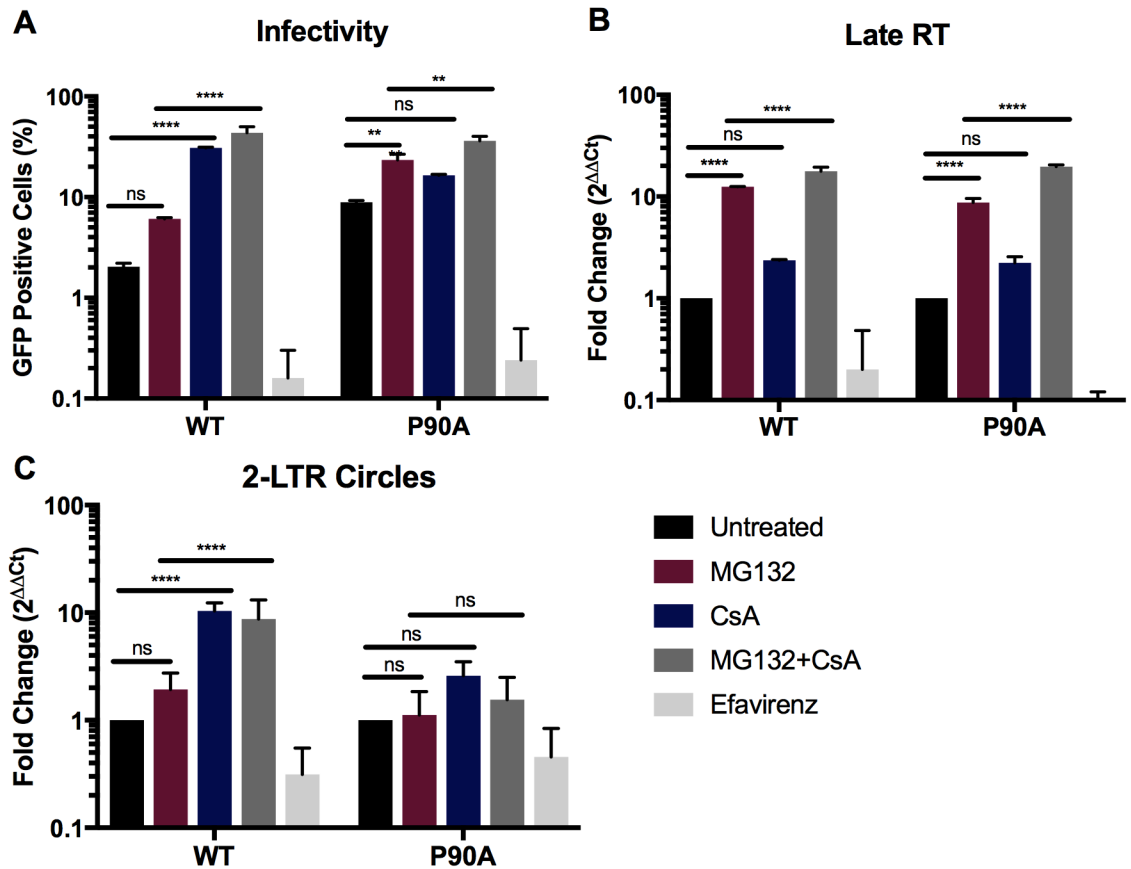 A
Infectivity
GFP Positive Cells (%)
100
10
1
0.1
ns
****
****
ns
**
**
**
WT
P90A
B
Late RT
Fold Change (2ΔΔCt)
100
10
1
0.1
****
ns
****
****
ns
****
WT
P90A
C
2-LTR Circles
Fold Change (2ΔΔCt)
100
10
1
0.1
ns
****
****
ns
ns
ns
WT
P90A
Untreated
MG132
CsA
MG132+CsA
Efavirenz